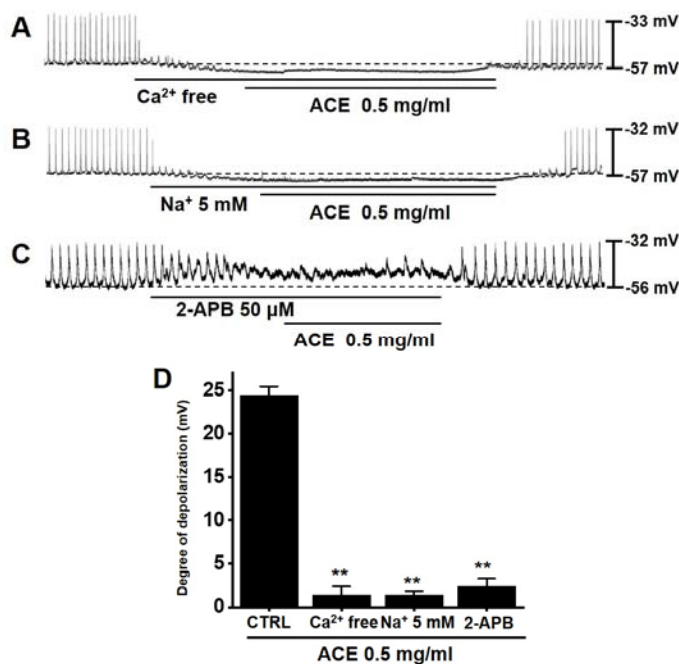 A
-33 mV
-57 mV
Ca²⁺ free
ACE 0.5 mg/ml
B
-32 mV
-57 mV
Na⁺ 5 mM
ACE 0.5 mg/ml
C
-32 mV
-56 mV
2-APB 50 µM
ACE 0.5 mg/ml
D
Degree of depolarization (mV)
25
20
15
10
5
0
** ** **
CTRL Ca²⁺ free Na⁺ 5 mM 2-APB
ACE 0.5 mg/ml